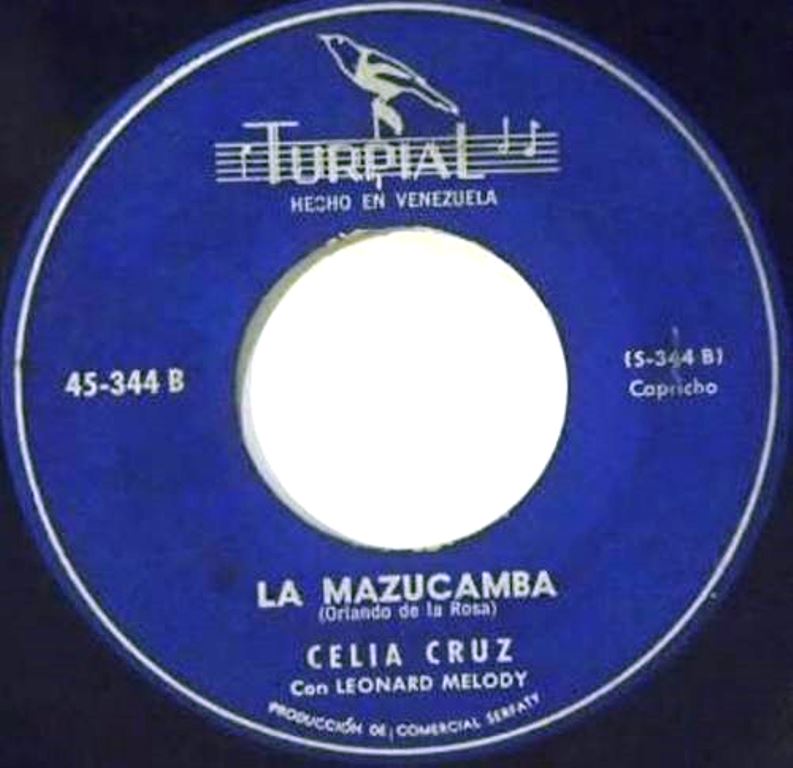 TURPIAL
HECHO EN VENEZUELA
45-344 B
(S-344 B)
Capricho
LA MAZUCAMBA
(Orlando de la Rosa)
CELIA CRUZ
Con LEONARD MELODY
PRODUCCIÓN DE COMERCIAL SERFATY